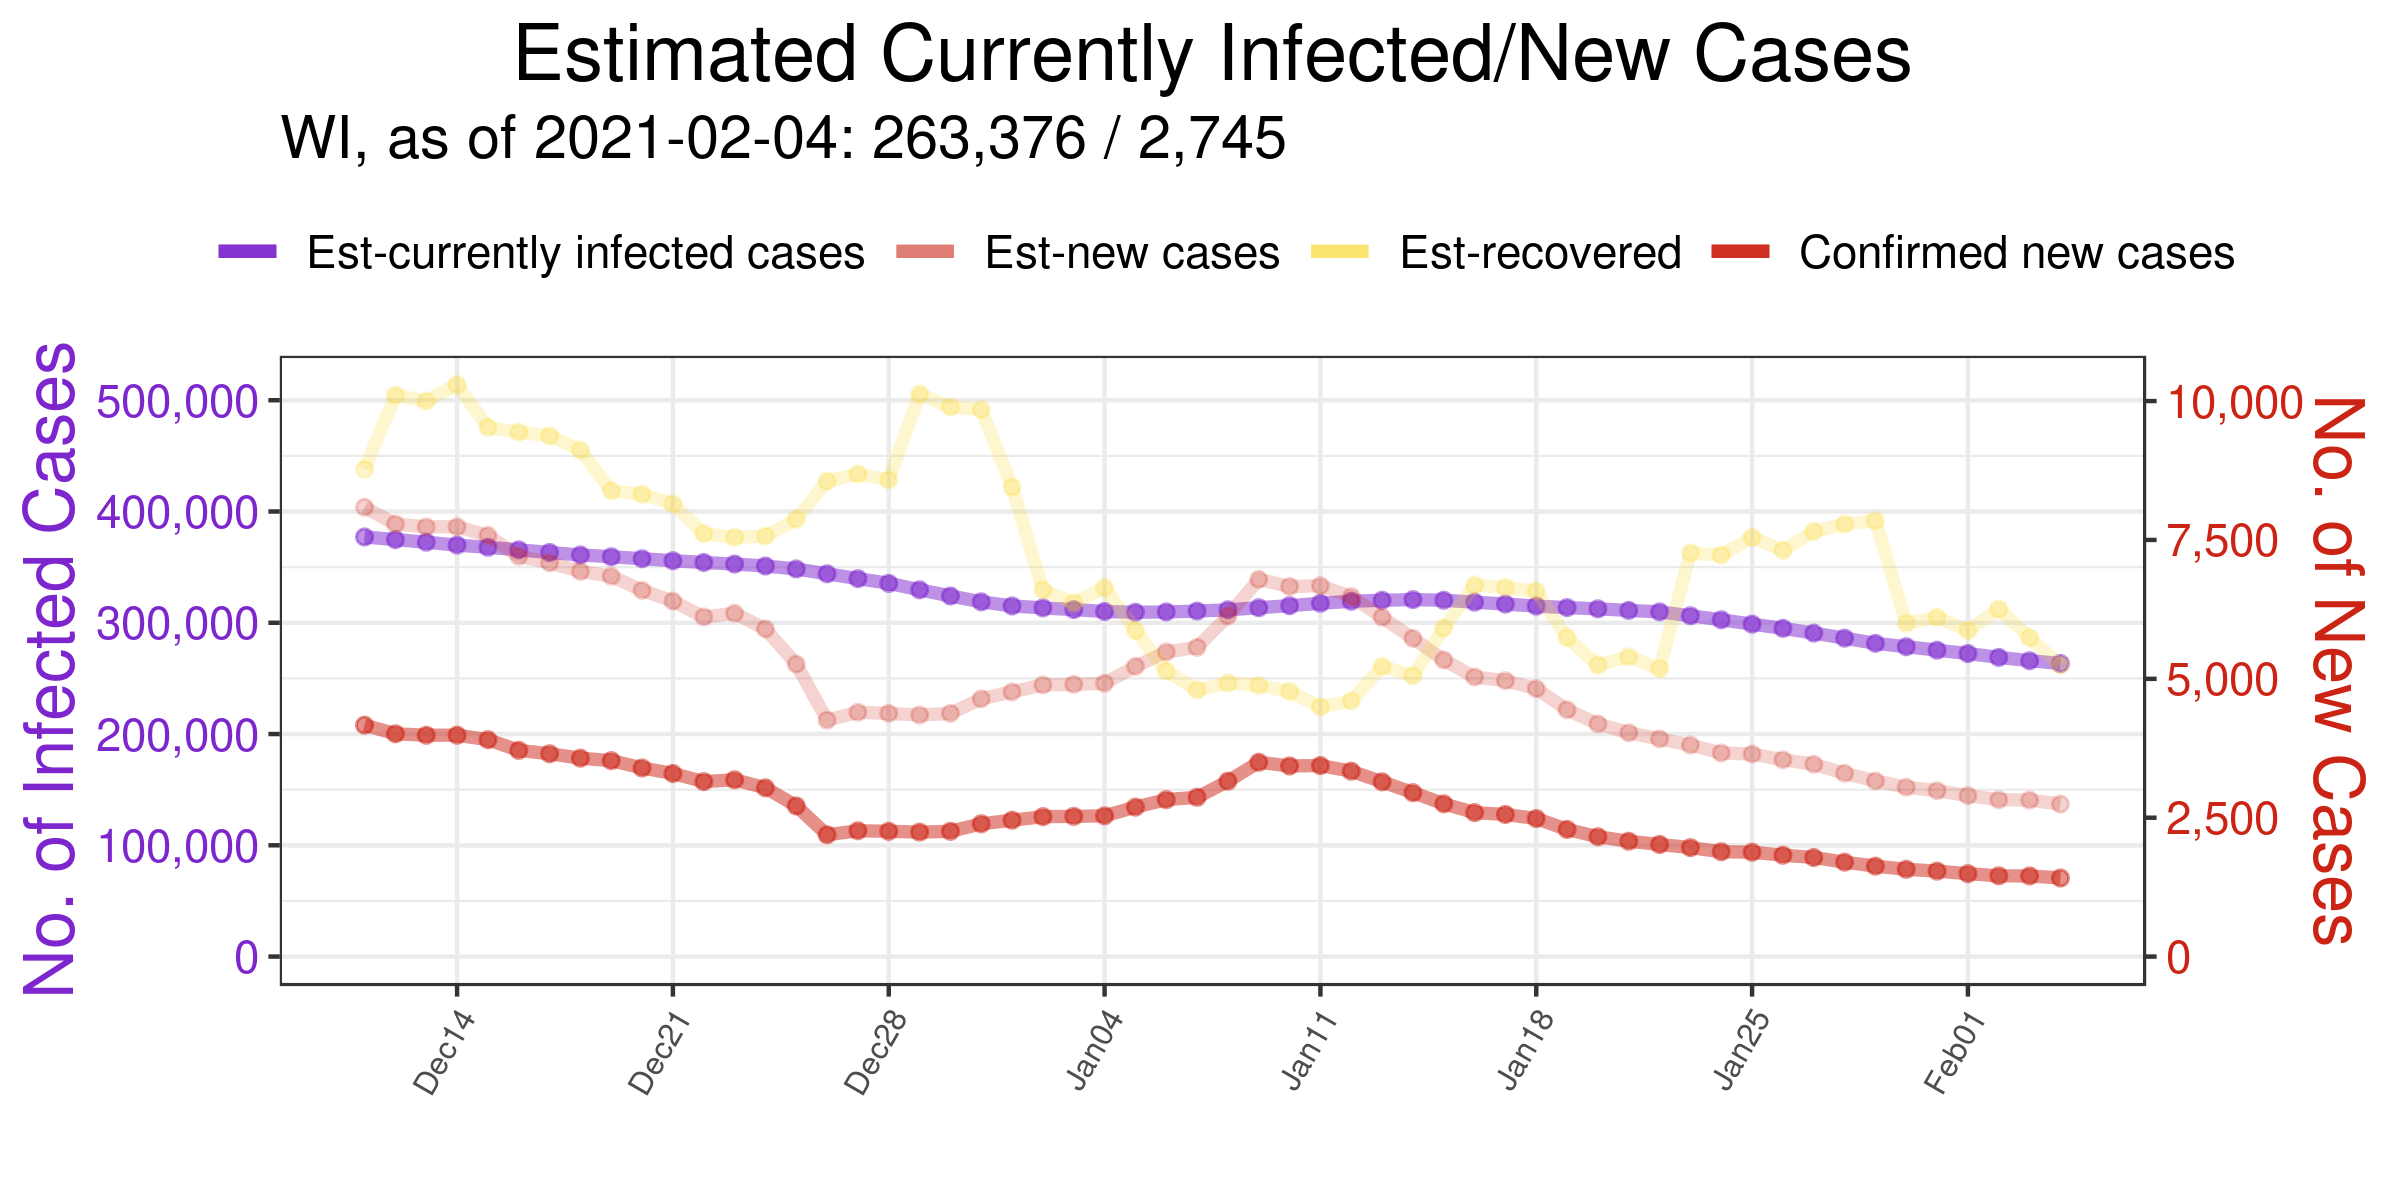 Estimated Currently Infected/New Cases
WI, as of 2021-02-04: 263,376 / 2,745
Est-currently infected cases Est-new cases Est-recovered Confirmed new cases
No. of Infected Cases
500,000
400,000
300,000
200,000
100,000
0
10,000
7,500
5,000
2,500
0
No. of New Cases
Dec14 Dec21 Dec28 Jan04 Jan11 Jan18 Jan25 Feb01